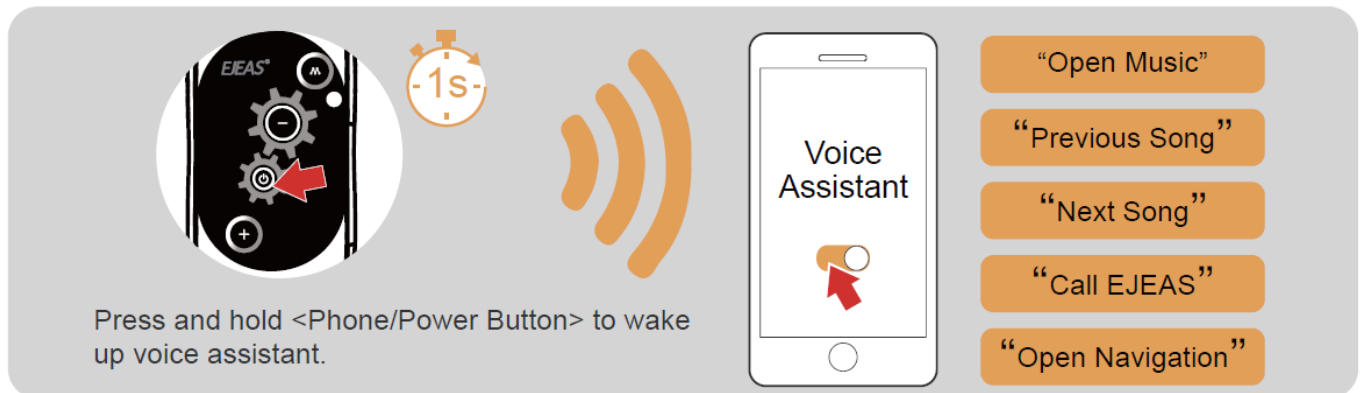 EJEAS®
1s
Press and hold <Phone/Power Button> to wake
up voice assistant.
Voice
Assistant
“Open Music”
“Previous Song”
“Next Song”
“Call EJEAS”
“Open Navigation”